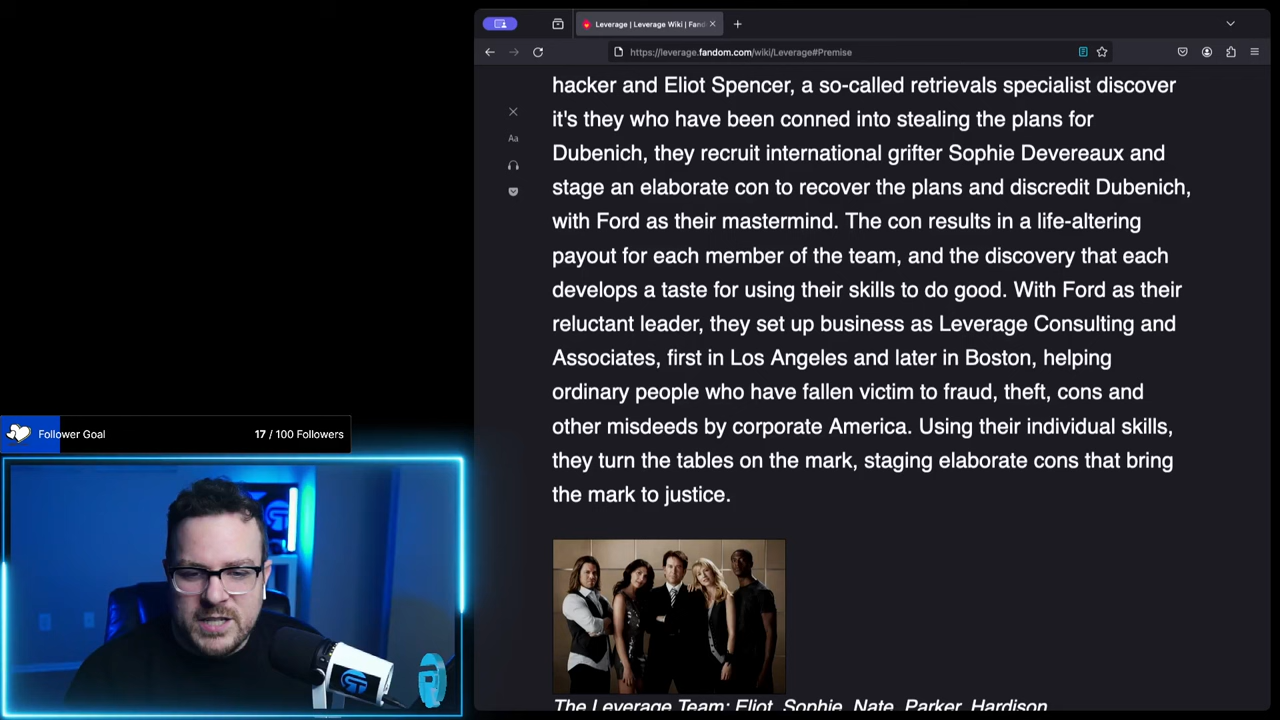 Leverage | Leverage Wiki | Fand
https://leverage.fandom.com/wiki/Leverage#Premise
hacker and Eliot Spencer, a so-called retrievals specialist discover
it's they who have been conned into stealing the plans for
Dubenich, they recruit international grifter Sophie Devereaux and
stage an elaborate con to recover the plans and discredit Dubenich,
with Ford as their mastermind. The con results in a life-altering
payout for each member of the team, and the discovery that each
develops a taste for using their skills to do good. With Ford as their
reluctant leader, they set up business as Leverage Consulting and
Associates, first in Los Angeles and later in Boston, helping
ordinary people who have fallen victim to fraud, theft, cons and
other misdeeds by corporate America. Using their individual skills,
they turn the tables on the mark, staging elaborate cons that bring
the mark to justice.
The Leverage Team: Eliot, Sophie, Nate, Parker, Hardison
Aa
Follower Goal
17 / 100 Followers